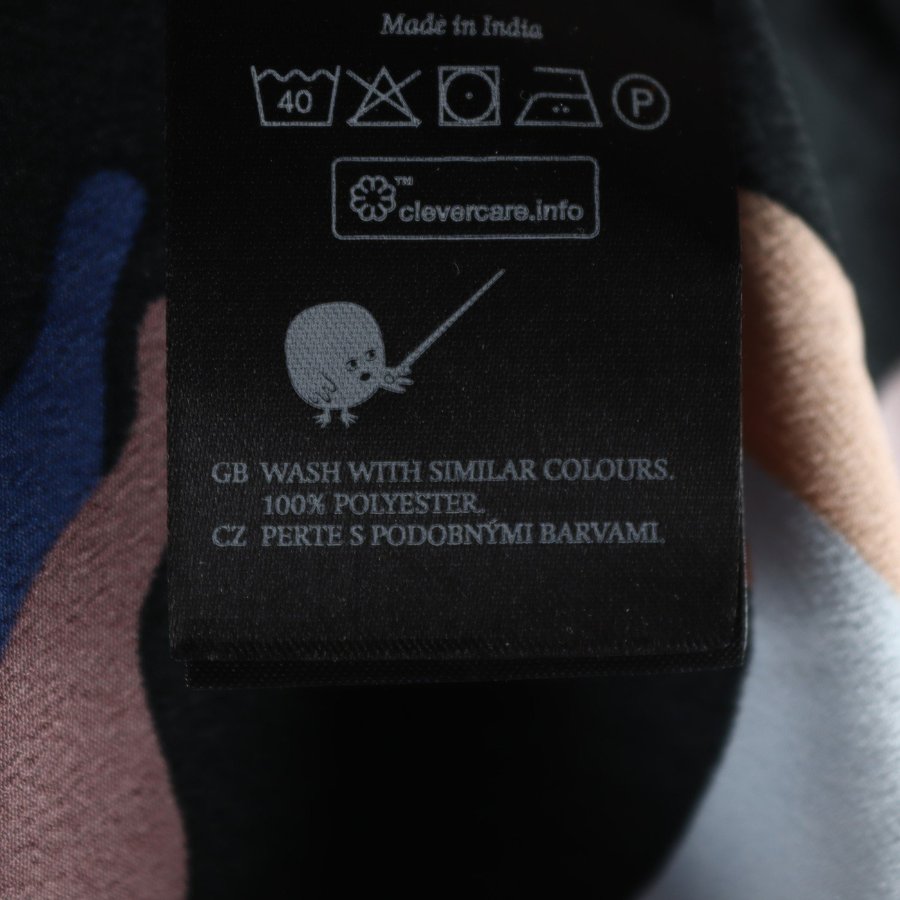 Made in India
40 P
™
clevercare.info
GB WASH WITH SIMILAR COLOURS.
100% POLYESTER.
CZ PERTE S PODOBNÝMI BARVAMI.